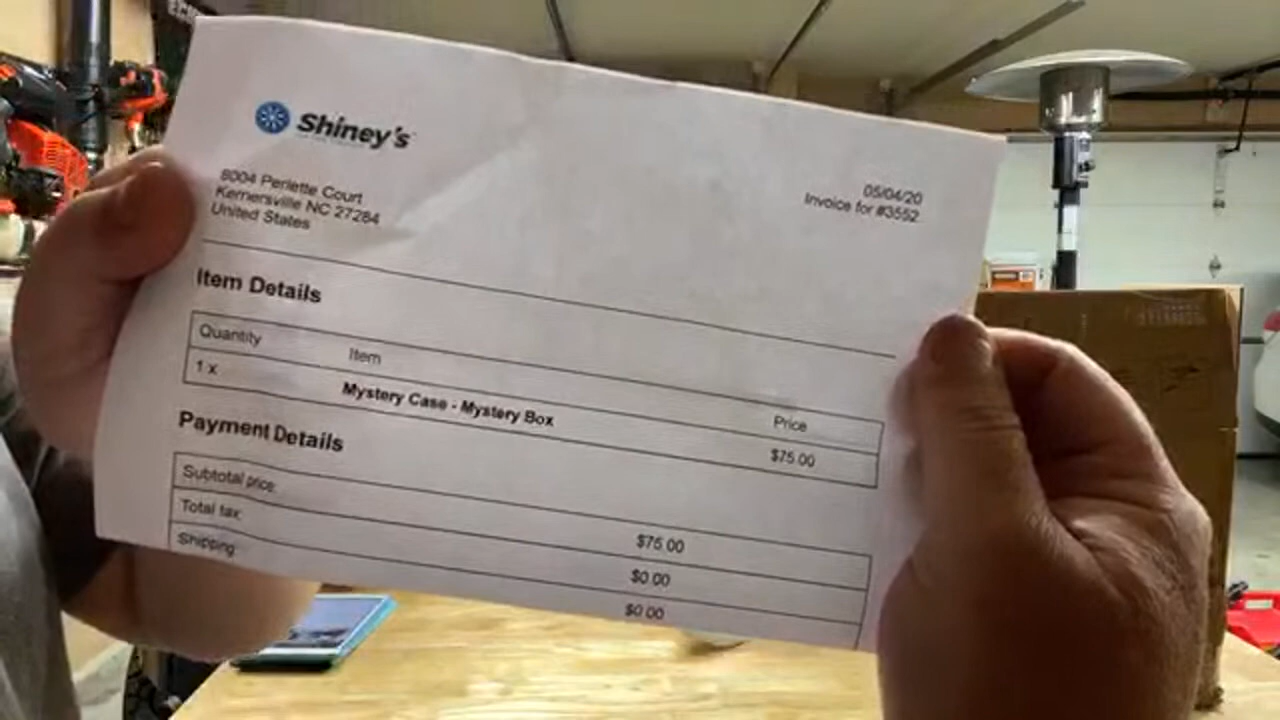 Shiney's
8004 Perlette Court
Kernersville NC 27284
United States
05/04/20
Invoice for #3552
Item Details
Quantity Item Price
1 x Mystery Case - Mystery Box $75.00
Payment Details
Subtotal price: $75.00
Total tax: $0.00
Shipping: $0.00